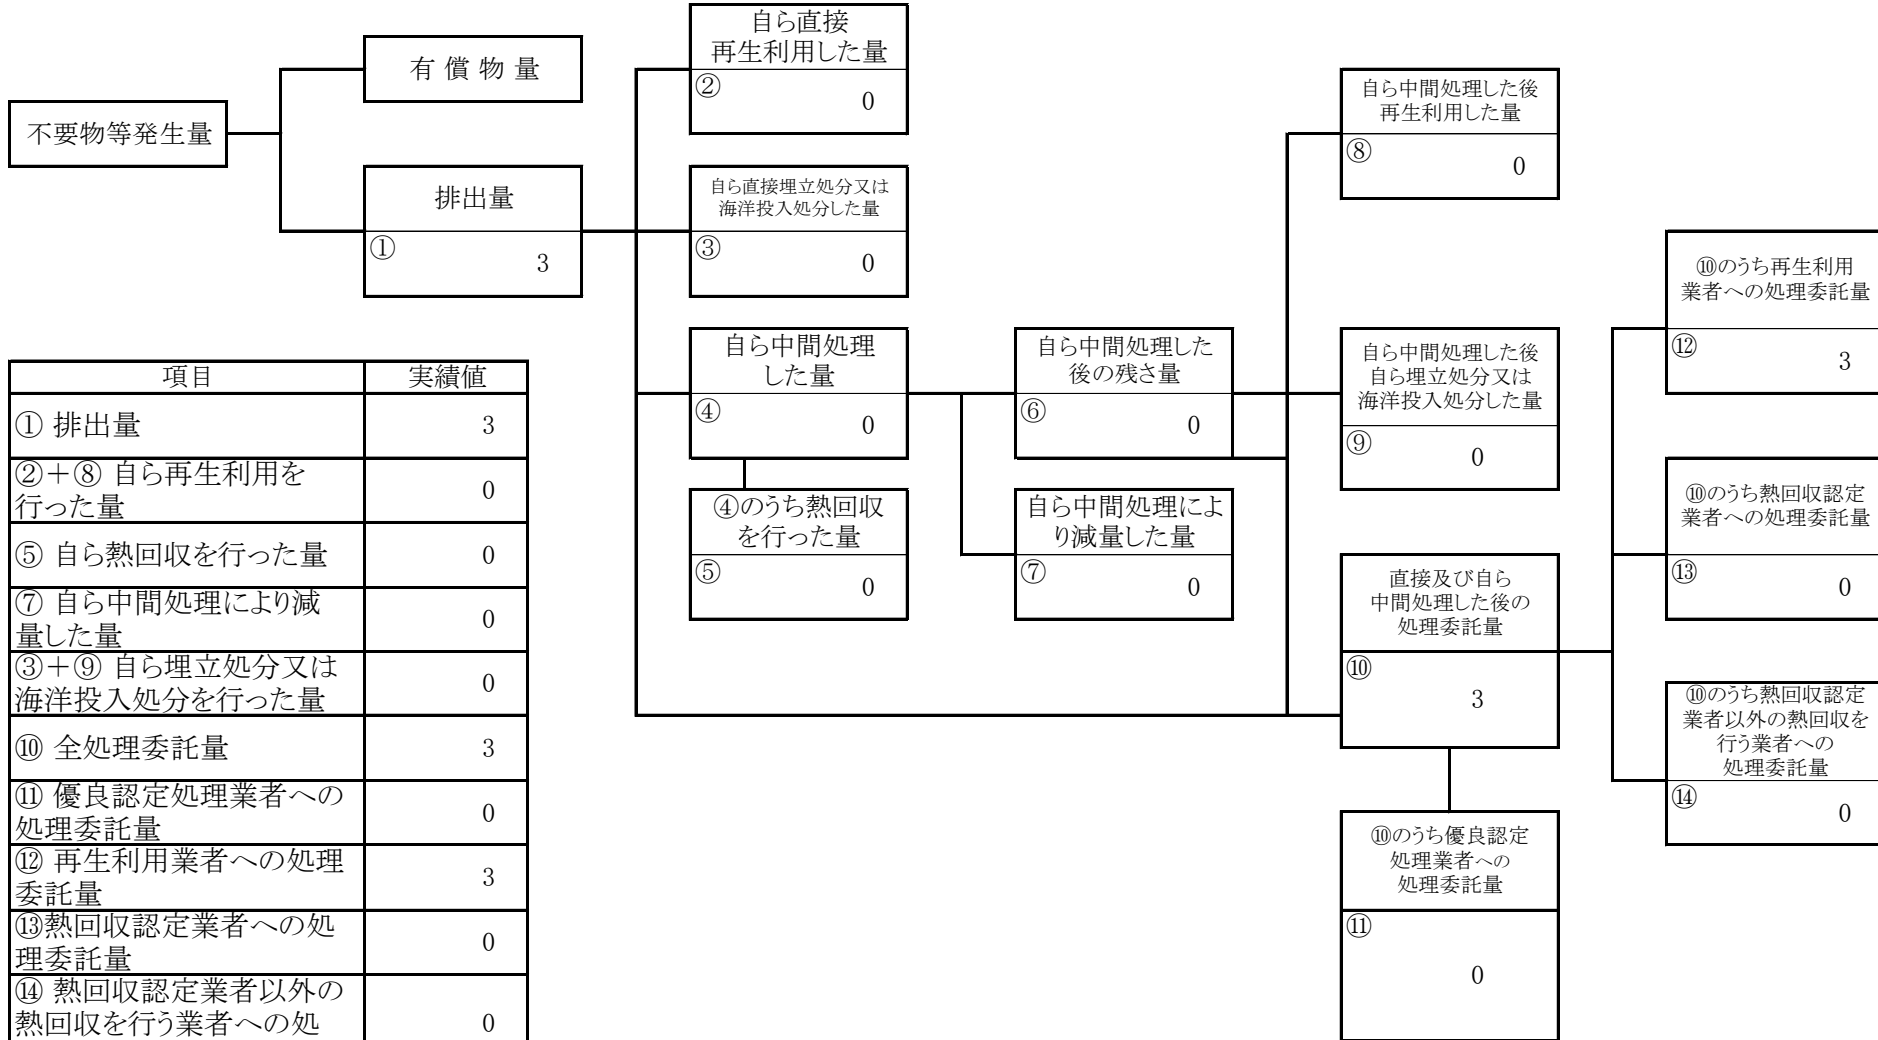 不要物等発生量
有償物量
排出量
①
3
自ら直接
再生利用した量
②
0
自ら直接埋立処分又は
海洋投入処分した量
③
0
自ら中間処理
した量
④
0
④のうち熱回収
を行った量
⑤
0
自ら中間処理した
後の残さ量
⑥
0
自ら中間処理によ
り減量した量
⑦
0
自ら中間処理した後
再生利用した量
⑧
0
自ら中間処理した後
自ら埋立処分又は
海洋投入処分した量
⑨
0
直接及び自ら
中間処理した後の
処理委託量
⑩
3
⑩のうち優良認定
処理業者への
処理委託量
⑪
0
⑩のうち再生利用
業者への処理委託量
⑫
3
⑩のうち熱回収認定
業者への処理委託量
⑬
0
⑩のうち熱回収認定
業者以外の熱回収を
行う業者への
処理委託量
⑭
0
項目 実績値
① 排出量 3
②+⑧ 自ら再生利用を
行った量 0
⑤ 自ら熱回収を行った量 0
⑦ 自ら中間処理により減
量した量 0
③+⑨ 自ら埋立処分又は
海洋投入処分を行った量 0
⑩ 全処理委託量 3
⑪ 優良認定処理業者への
処理委託量 0
⑫ 再生利用業者への処理
委託量 3
⑬熱回収認定業者への処
理委託量 0
⑭ 熱回収認定業者以外の
熱回収を行う業者への処 0